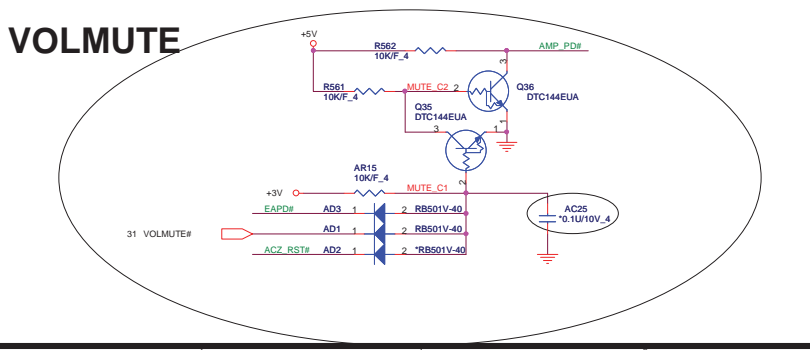 VOLMUTE
+5V
R562
10K/F_4
AMP_PD#
3
R561
10K/F_4
MUTE_C2
2
Q36
DTC144EUA
Q35
DTC144EUA
3
1
1
AR15
10K/F_4
+3V
MUTE_C1
2
EAPD#
AD3
1
2
RB501V-40
AC25
*0.1U/10V_4
31
VOLMUTE#
AD1
1
2
RB501V-40
ACZ_RST#
AD2
1
2
*RB501V-40